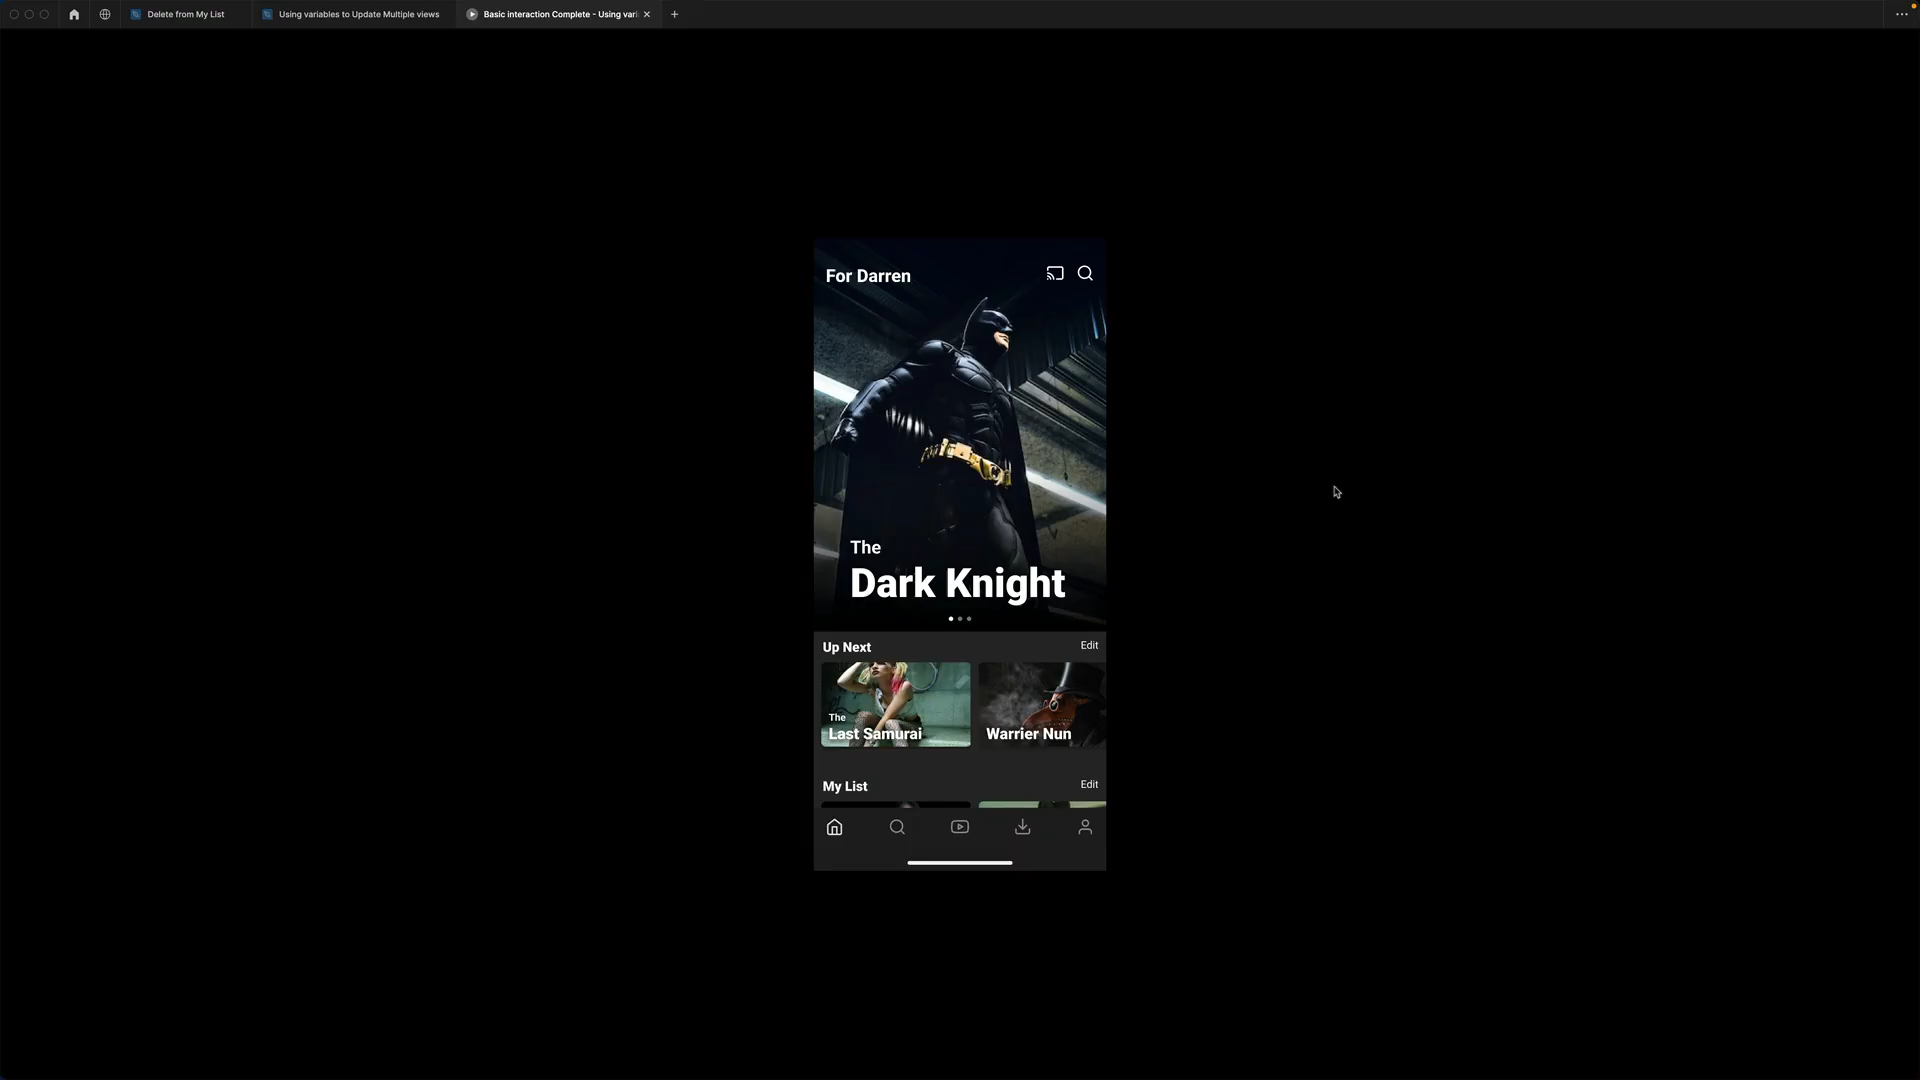 Delete from My List
Using variables to Update Multiple views
Basic interaction Complete - Using vari
For Darren
The
Dark Knight
Up Next
Edit
The
Last Samurai
Warrier Nun
My List
Edit